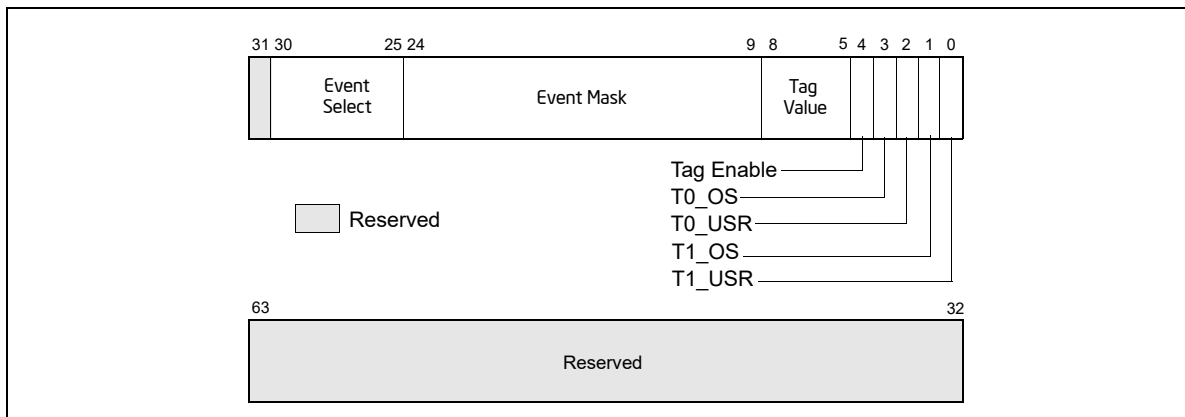 31 30 25 24 9 8 5 4 3 2 1 0
Event
Select
Event Mask
Tag
Value
Tag Enable
T0_OS
Reserved
T0_USR
T1_OS
T1_USR
63 32
Reserved